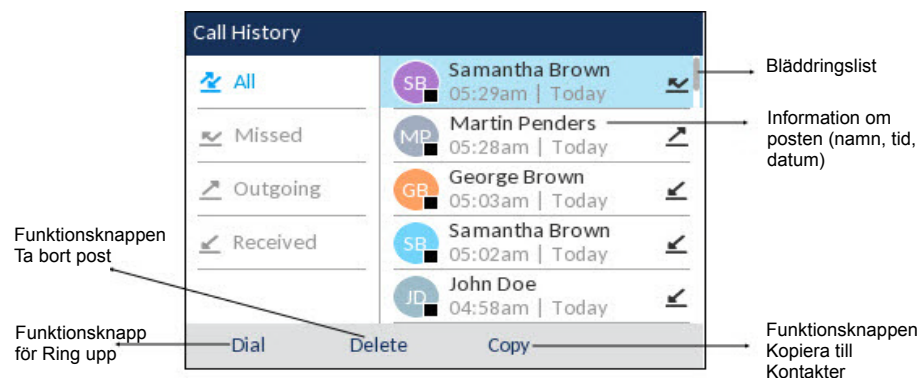 Call History
All
Missed
Outgoing
Received
SB
Samantha Brown
05:29am | Today
MP
Martin Penders
05:28am | Today
GB
George Brown
05:03am | Today
SB
Samantha Brown
05:02am | Today
JD
John Doe
04:58am | Today
Dial
Delete
Copy
Bläddringslist
Information om
posten (namn, tid,
datum)
Funktionsknappen
Ta bort post
Funktionsknapp
för Ring upp
Funktionsknappen
Kopiera till
Kontakter